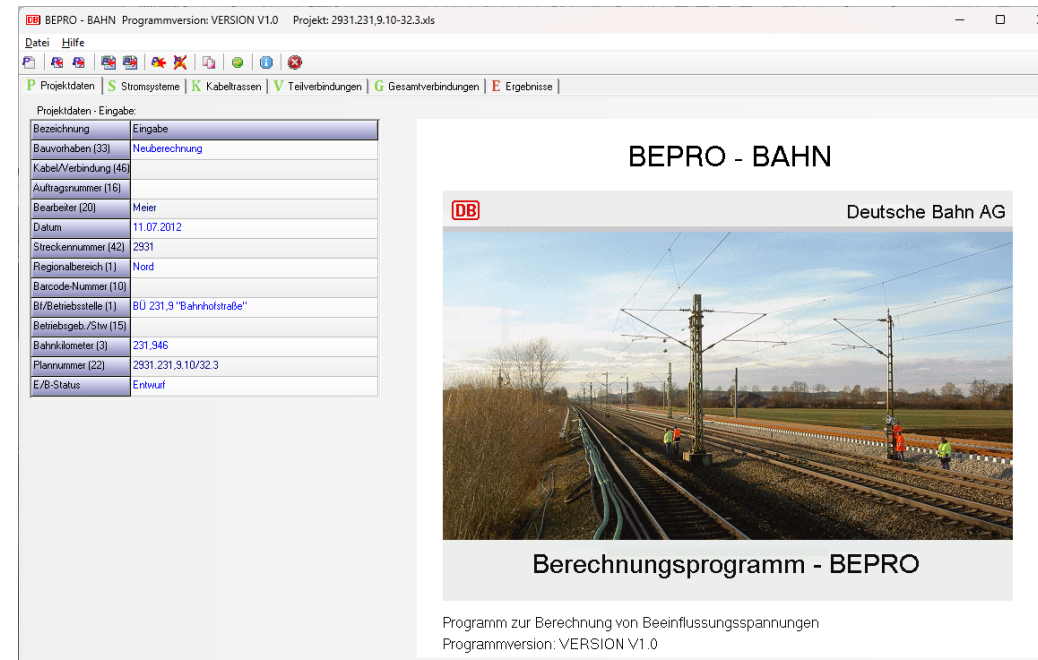 DB BEPRO - BAHN Programmversion: VERSION V1.0 Projekt: 2931.231,9.10-32.3.xls
Datei Hilfe
P Projektdaten S Stromsysteme K Kabeltrassen V Teilverbindungen G Gesamtverbindungen E Ergebnisse
Projektdaten - Eingabe:
Bezeichnung Eingabe
Bauvorhaben (33) Neuberechnung
Kabel/Verbindung (46)
Auftragsnummer (16)
Bearbeiter (20) Meier
Datum 11.07.2012
Streckennummer (42) 2931
Regionalbereich (1) Nord
Barcode-Nummer (10)
Bf/Betriebsstelle (1) BÜ 231,9 "Bahnhofstraße"
Betriebsgeb./Stw (15)
Bahnkilometer (3) 231,946
Plannummer (22) 2931.231,9.10/32.3
E/B-Status Entwurf
BEPRO - BAHN
DB Deutsche Bahn AG
Berechnungsprogramm - BEPRO
Programm zur Berechnung von Beeinflussungsspannungen
Programmversion: VERSION V1.0